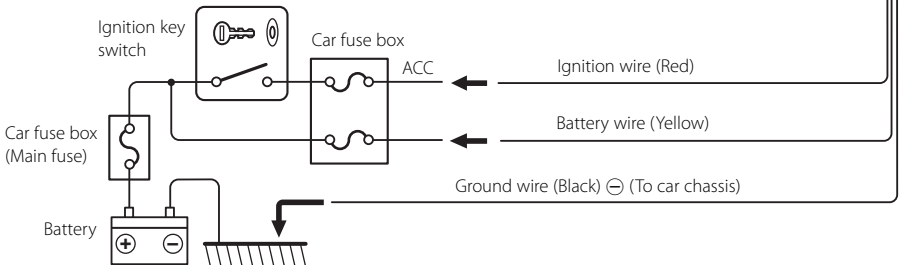 Ignition key
switch
Car fuse box
ACC
Ignition wire (Red)
Car fuse box
(Main fuse)
Battery wire (Yellow)
Ground wire (Black) ⊖ (To car chassis)
Battery
+
−